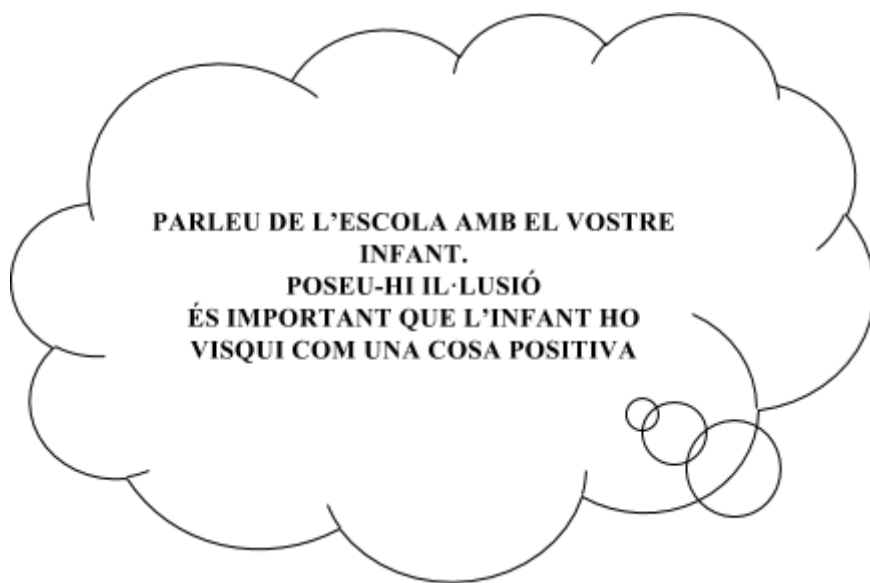 PARLEU DE L’ESCOLA AMB EL VOSTRE
INFANT.
POSEU-HI IL·LUSIÓ
ÉS IMPORTANT QUE L’INFANT HO
VISQUI COM UNA COSA POSITIVA